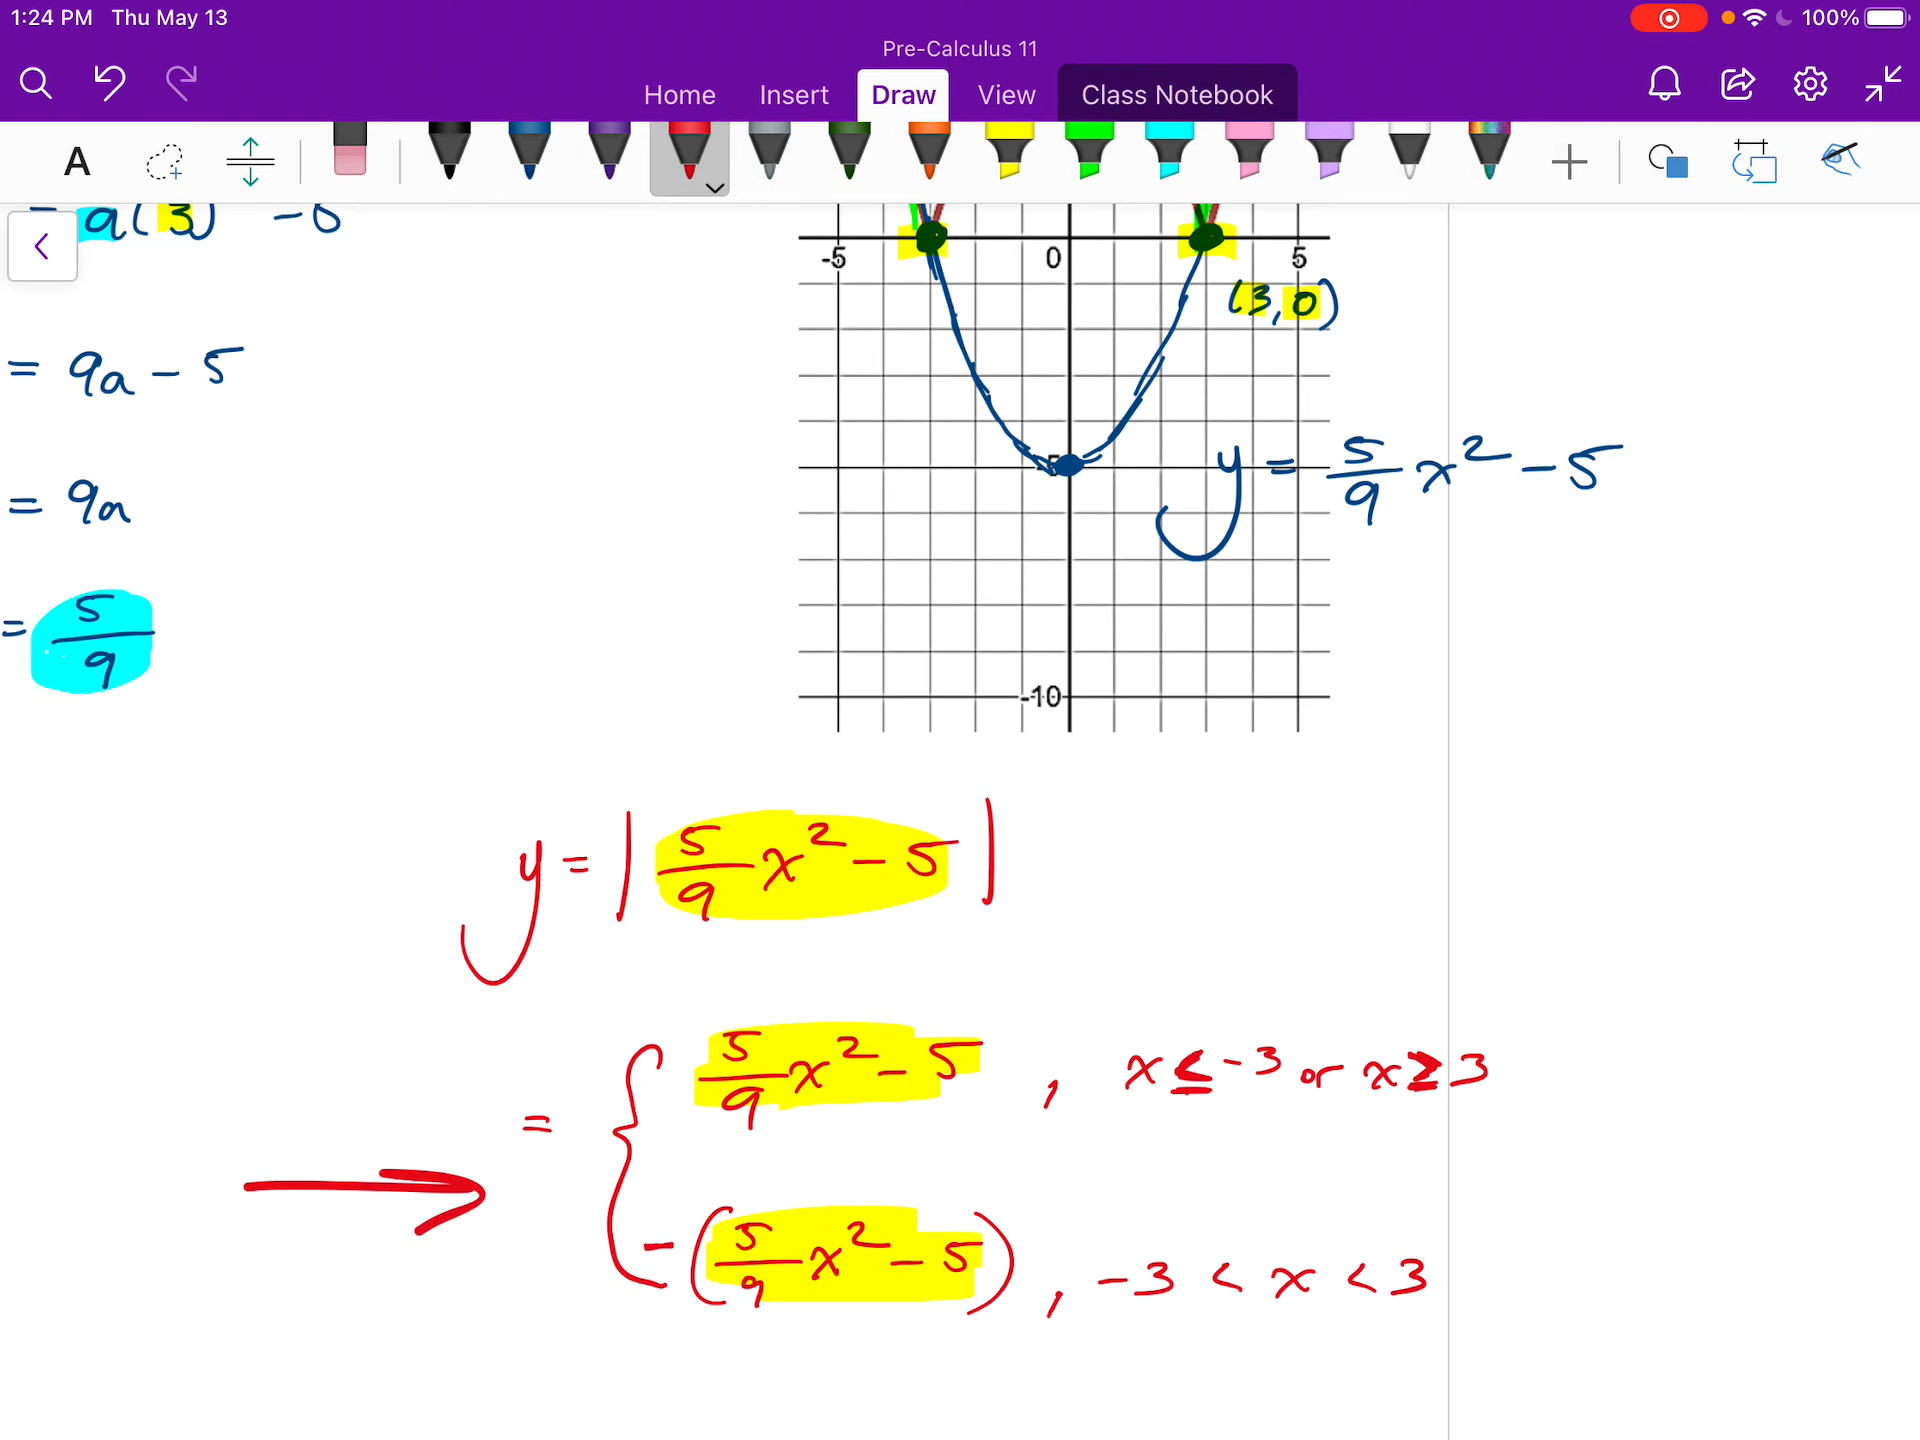 1:24 PM Thu May 13
100%
Pre-Calculus 11
Home Insert Draw View Class Notebook
A
= a(3) -
-5 0 5
(3,0)
= 9a - 5
-5
y = 5/9 x² - 5
= 9a
= 5/9
-10
y = | 5/9 x² - 5 |
= { 5/9 x² - 5 , x ≤ -3 or x ≥ 3
-( 5/9 x² - 5 ) , -3 < x < 3